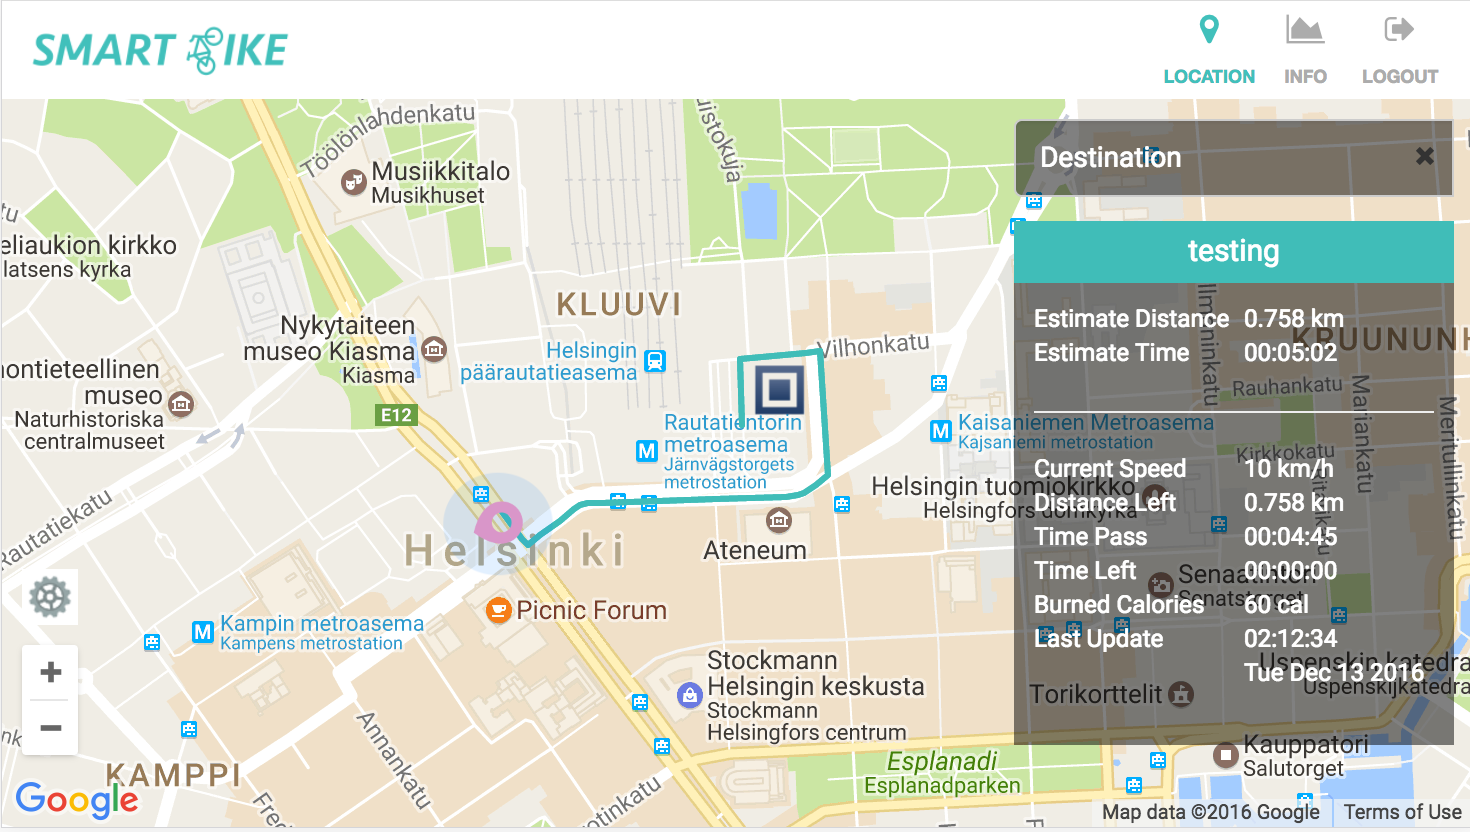 SMART BIKE
LOCATION
INFO
LOGOUT
Töölönlahdenkatu
Musiikkitalo
Musikhuset
eliaukion kirkko
latsens kyrka
Nykytaiteen
museo Kiasma
Kiasma
ontieteellinen
museo
Naturhistoriska
centralmuseet
E12
KLUUVI
Helsingin
päärautatieasema
Vilhonkatu
Rautatientorin
metroasema
Järnvägstorgets
metrostation
Kaisaniemen Metroasema
Kajsaniemi metrostation
Helsingin tuomiokirkko
Helsingfors domkyrka
Rautatiekatu
Helsinki
Ateneum
Picnic Forum
Kampin metroasema
Kampens metrostation
Stockmann
Helsingin keskusta
Stockmann
Helsingfors centrum
Annankatu
KAMPPI
Esplanadi
Esplanadparken
Senaatintori
Senatstorget
Torikorttelit
Uspenskin katedra
Uspenskijkatedra
Kauppatori
Salutorget
Rauhankatu
Kirkkokatu
Mariankatu
Meritullinkatu
KRUUNUNH
Destination
testing
Estimate Distance 0.758 km
Estimate Time 00:05:02
Current Speed 10 km/h
Distance Left 0.758 km
Time Pass 00:04:45
Time Left 00:00:00
Burned Calories 60 cal
Last Update 02:12:34
Tue Dec 13 2016
Google
Map data ©2016 Google
Terms of Use